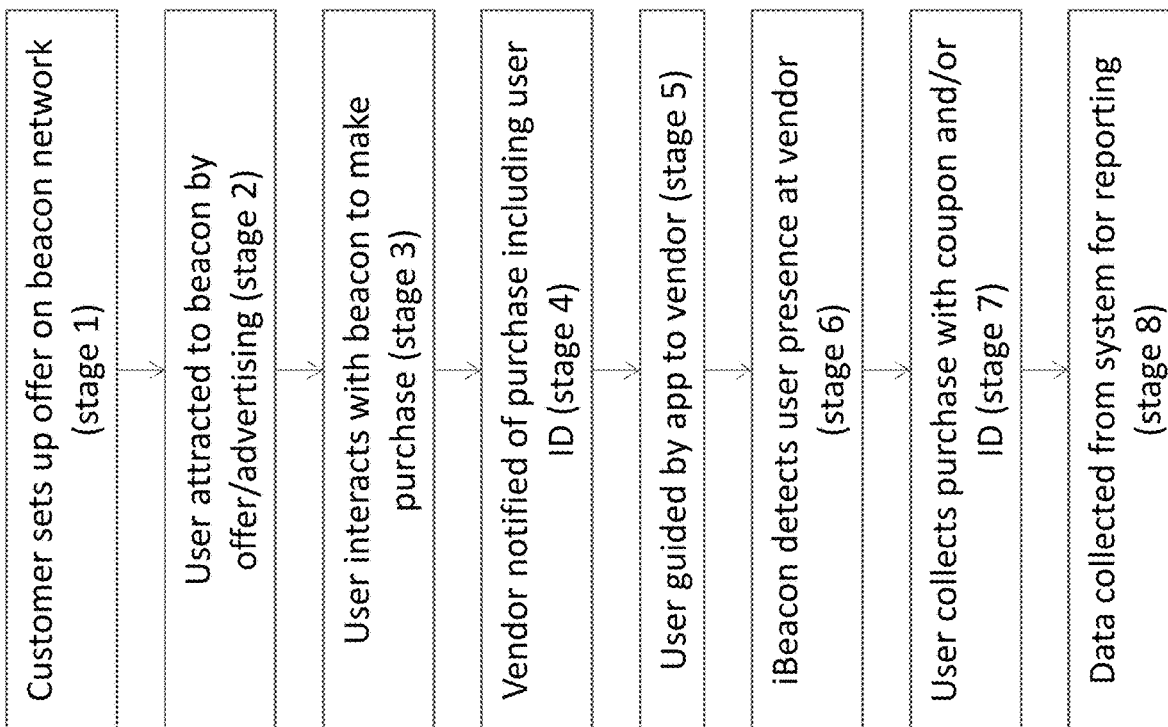 Customer sets up offer on beacon network
(stage 1)
User attracted to beacon by
offer/advertising (stage 2)
User interacts with beacon to make
purchase (stage 3)
Vendor notified of purchase including user
ID (stage 4)
User guided by app to vendor (stage 5)
iBeacon detects user presence at vendor
(stage 6)
User collects purchase with coupon and/or
ID (stage 7)
Data collected from system for reporting
(stage 8)